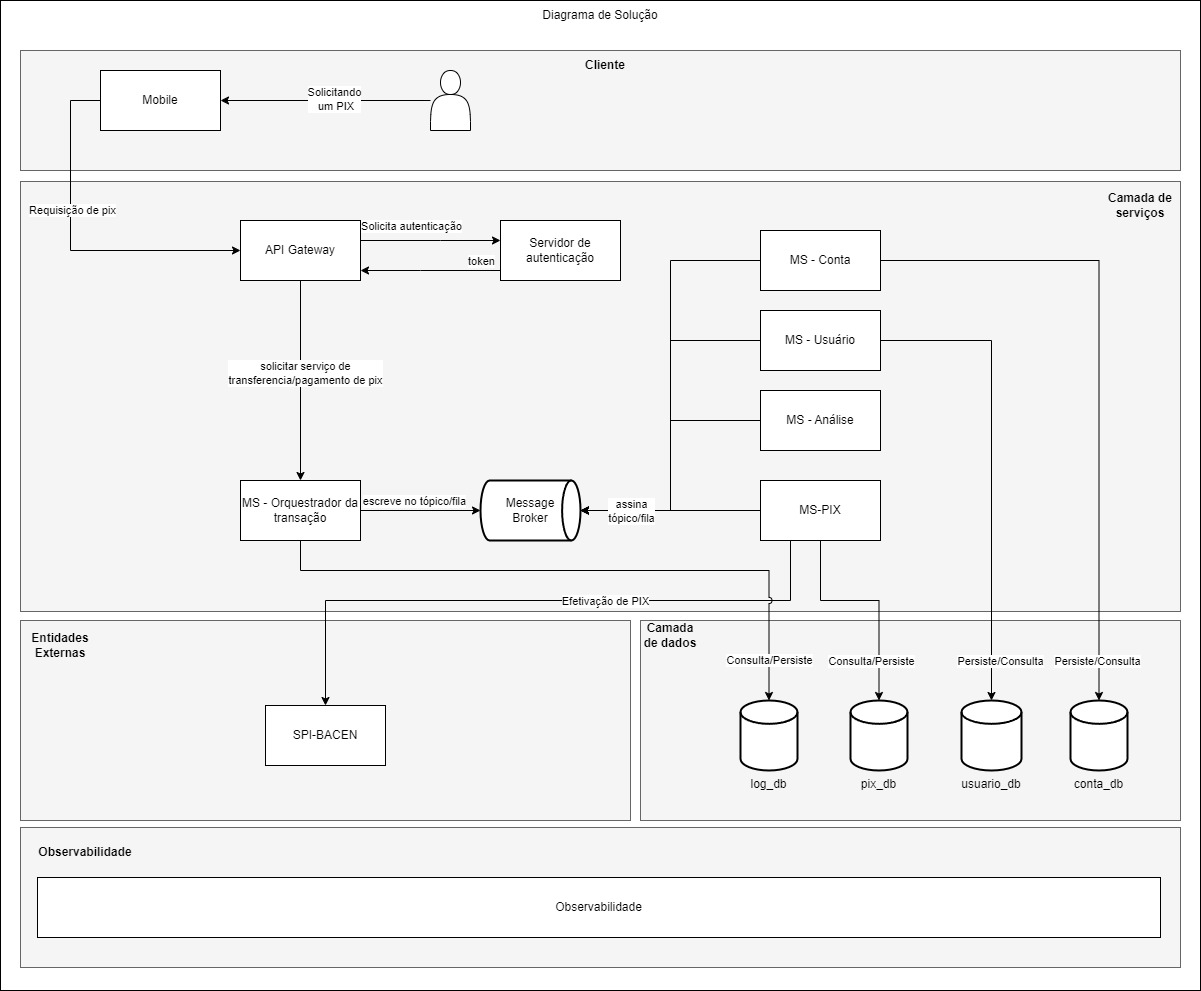 Diagrama de Solução
Cliente
Mobile
Solicitando
um PIX
Camada de
serviços
Requisição de pix
API Gateway
Solicita autenticação
token
Servidor de
autenticação
MS - Conta
MS - Usuário
MS - Análise
solicitar serviço de
transferencia/pagamento de pix
MS - Orquestrador da
transação
escreve no tópico/fila
Message
Broker
assina
tópico/fila
MS-PIX
Efetivação de PIX
Entidades
Externas
SPI-BACEN
Camada
de dados
Consulta/Persiste
Consulta/Persiste
Persiste/Consulta
Persiste/Consulta
log_db
pix_db
usuario_db
conta_db
Observabilidade
Observabilidade